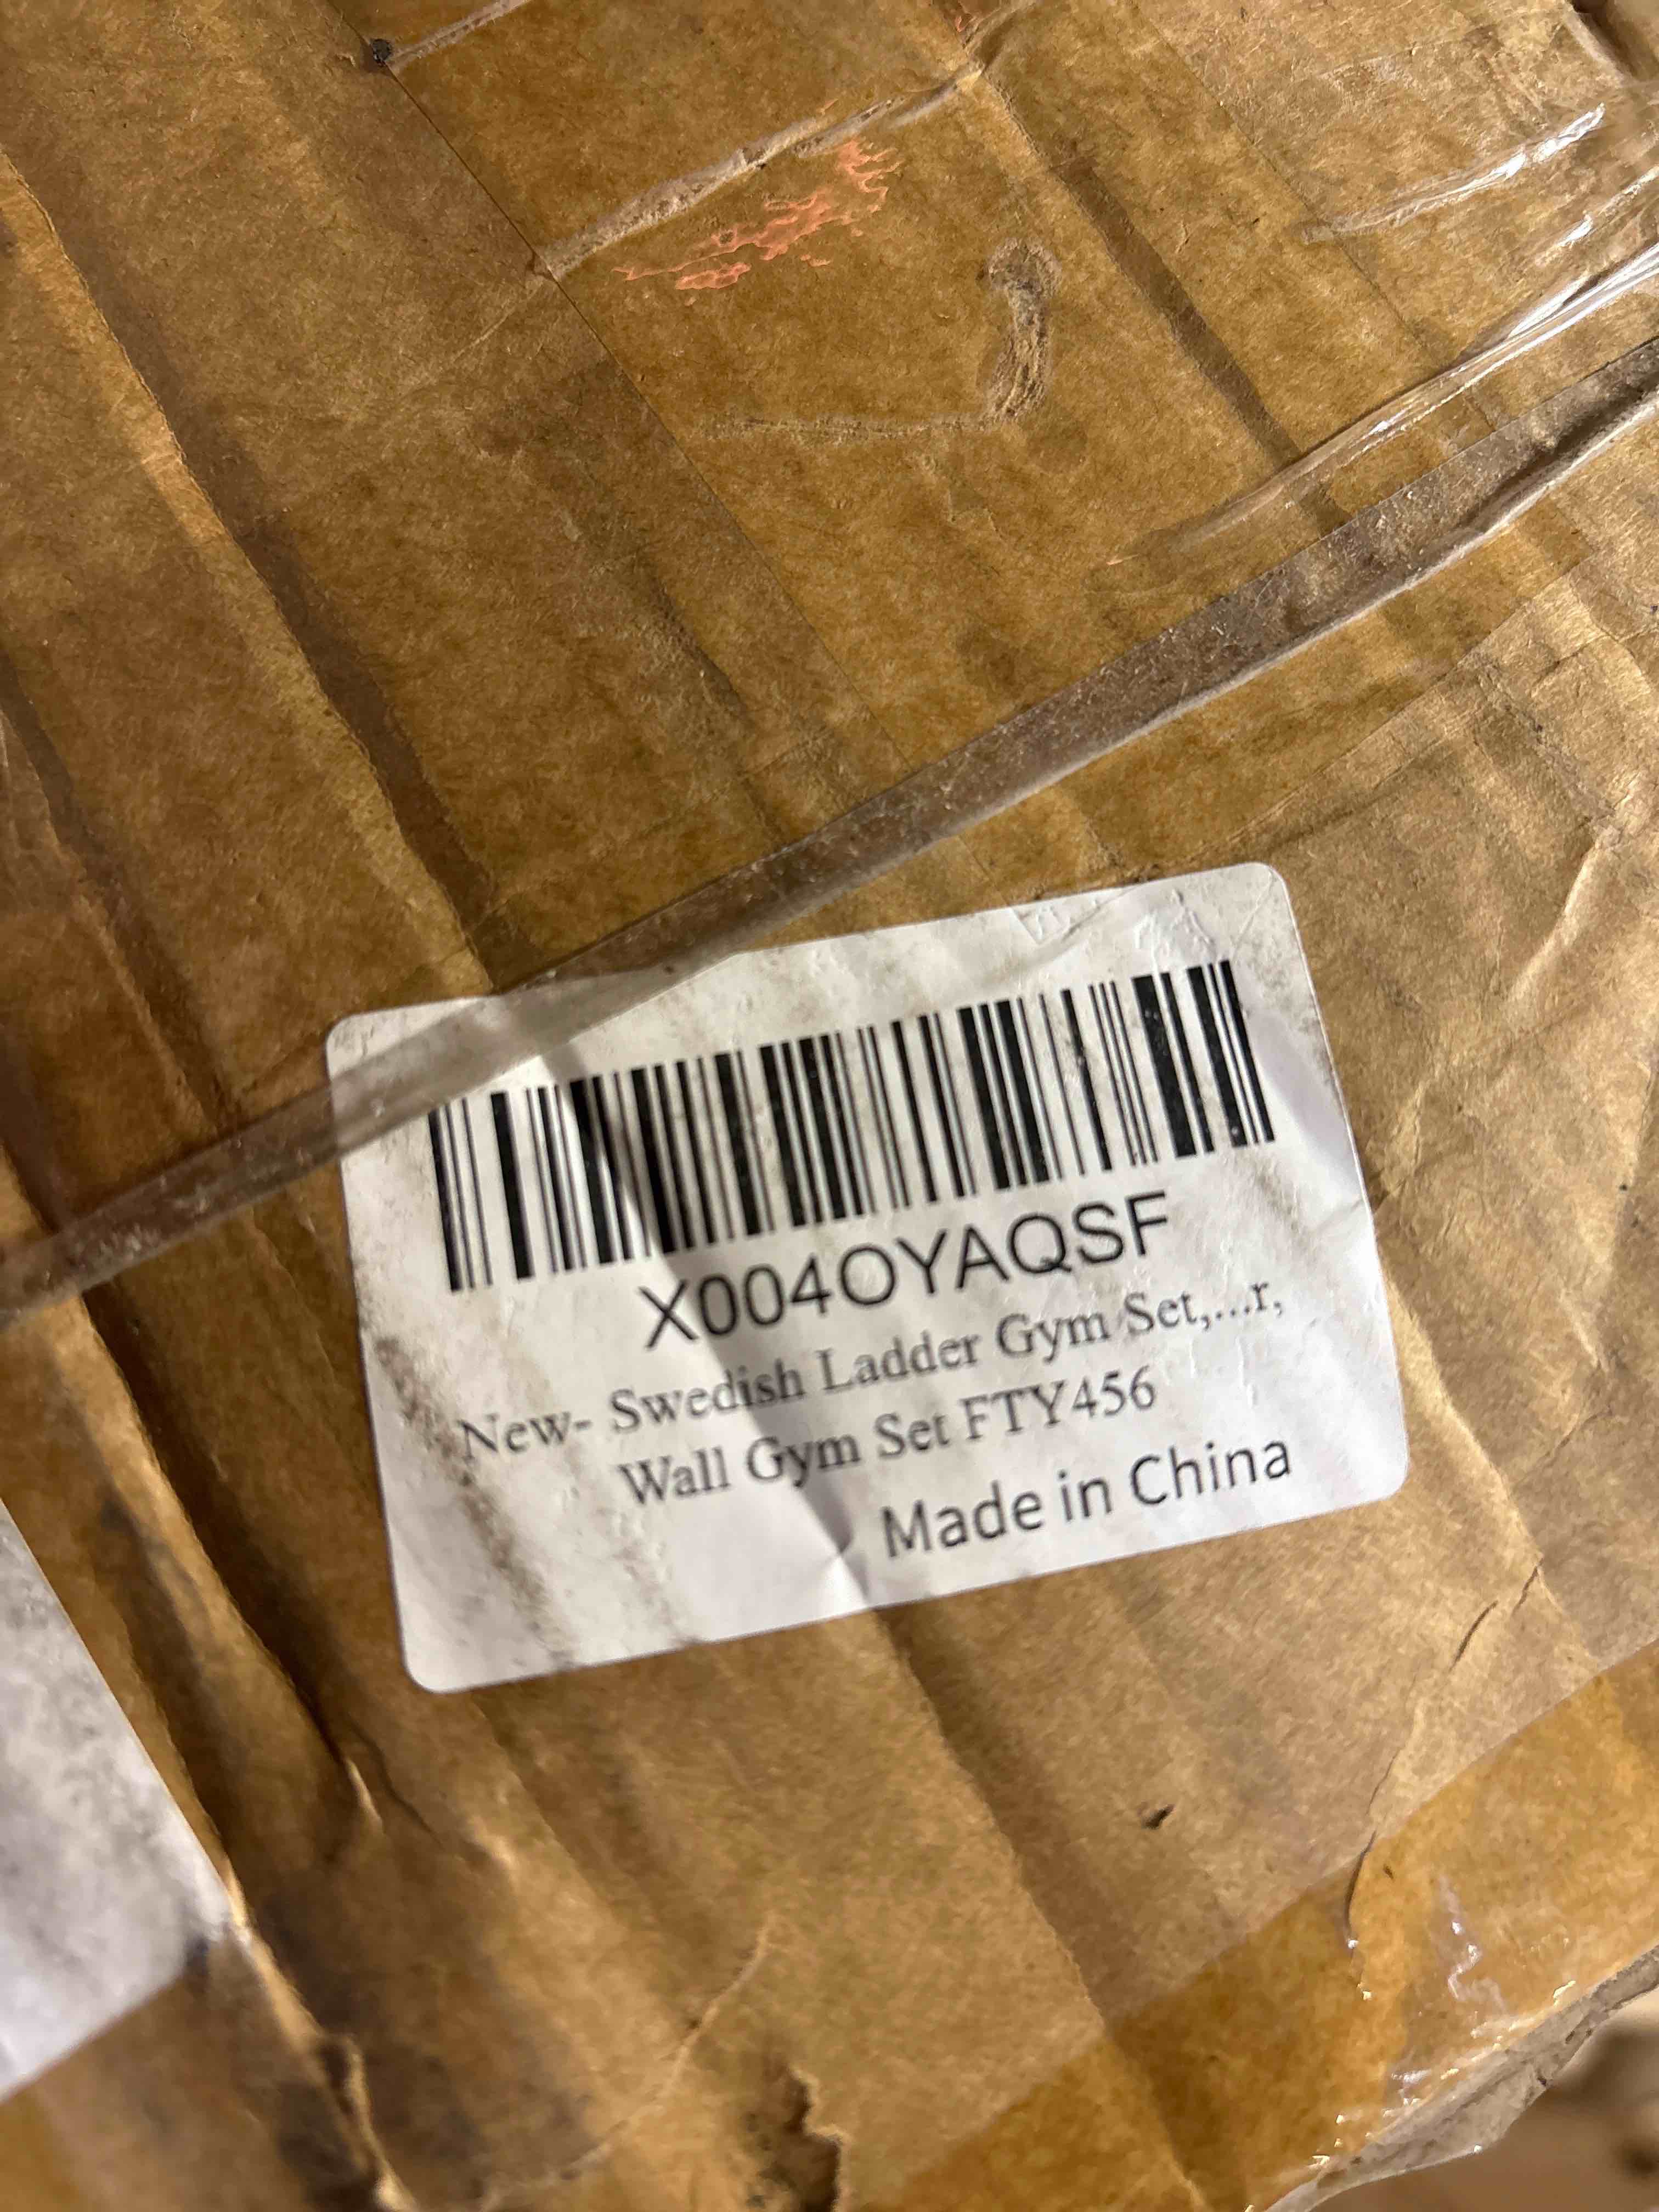 X004OYAQSF
New- Swedish Ladder Gym Set,...r,
Wall Gym Set FTY456
Made in China